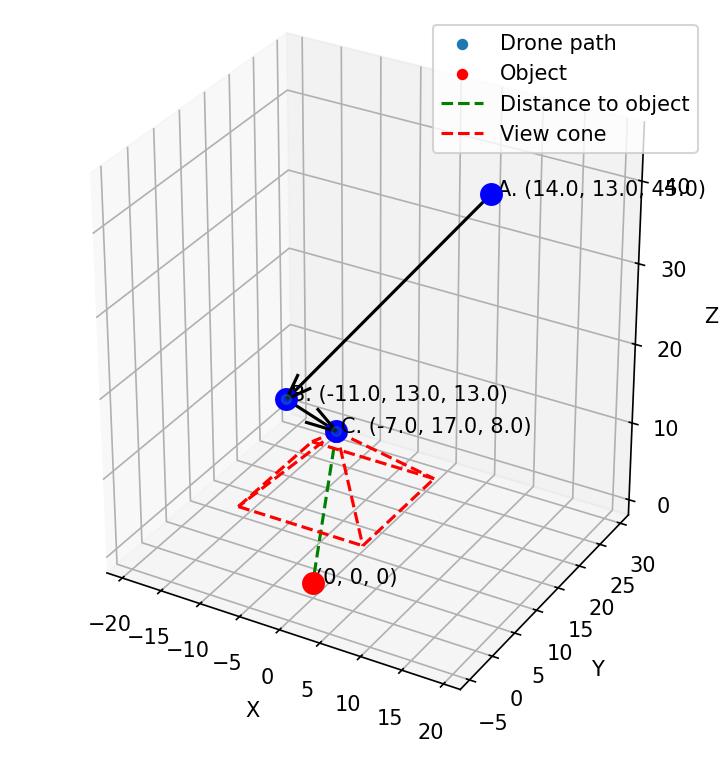 Drone path
Object
Distance to object
View cone
A. (14.0, 13.0, 45.0)
40
30
Z
20
B. (-11.0, 13.0, 13.0)
C. (-7.0, 17.0, 8.0)
10
0
(0, 0, 0)
30
25
20
15
10
5
0
−5
Y
−20
−15
−10
−5
0
5
10
15
20
X